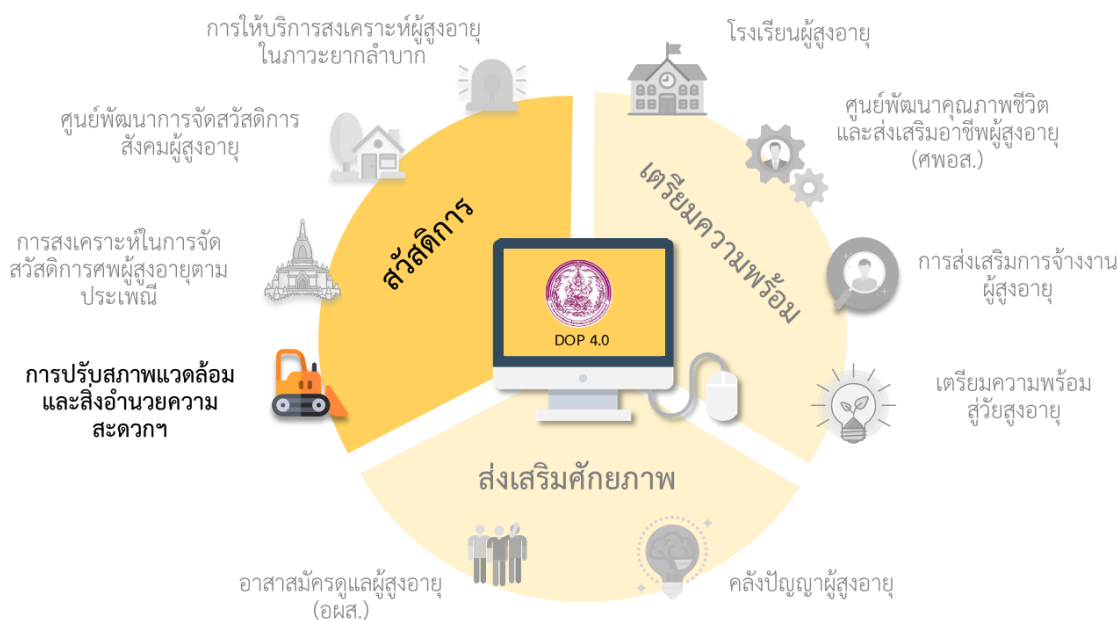 การให้บริการสงเคราะห์ผู้สูงอายุ
ในภาวะยากลำบาก
โรงเรียนผู้สูงอายุ
ศูนย์พัฒนาการจัดสวัสดิการ
สังคมผู้สูงอายุ
ศูนย์พัฒนาคุณภาพชีวิต
และส่งเสริมอาชีพผู้สูงอายุ
(ศพอส.)
สวัสดิการ
เตรียมความพร้อม
การสงเคราะห์ในการจัด
สวัสดิการศพผู้สูงอายุตาม
ประเพณี
การส่งเสริมการจ้างงาน
ผู้สูงอายุ
DOP 4.0
การปรับสภาพแวดล้อม
และสิ่งอำนวยความ
สะดวกฯ
เตรียมความพร้อม
สู่วัยสูงอายุ
ส่งเสริมศักยภาพ
อาสาสมัครดูแลผู้สูงอายุ
(อผส.)
คลังปัญญาผู้สูงอายุ